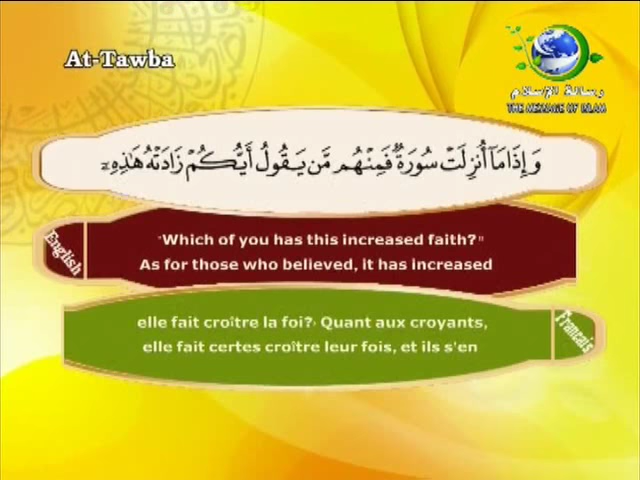 At-Tawba
رسالة الإسلام
THE MESSAGE OF ISLAM
وَإِذَا مَآ أُنزِلَتْ سُورَةٌ فَمِنْهُم مَّن يَقُولُ أَيُّكُمْ زَادَتْهُ هَٰذِهِۦٓ
English
"Which of you has this increased faith?"
As for those who believed, it has increased
elle fait croître la foi?› Quant aux croyants,
elle fait certes croître leur fois, et ils s'en
Francais